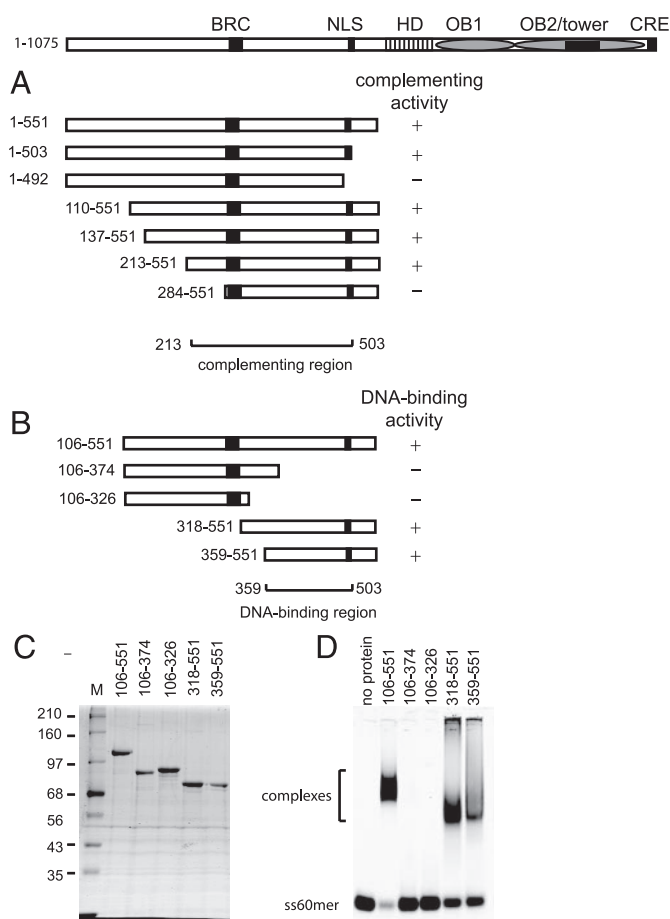 BRC NLS HD OB1 OB2/tower CRE
1-1075
A
complementing
activity
1-551 +
1-503 +
1-492 –
110-551 +
137-551 +
213-551 +
284-551 –
213 503
complementing region
DNA-binding
activity
B
106-551 +
106-374 –
106-326 –
318-551 +
359-551 +
359 503
DNA-binding region
C
–
M
106-551
106-374
106-326
318-551
359-551
210
160
97
68
56
43
35
D
no protein
106-551
106-374
106-326
318-551
359-551
complexes
ss60mer